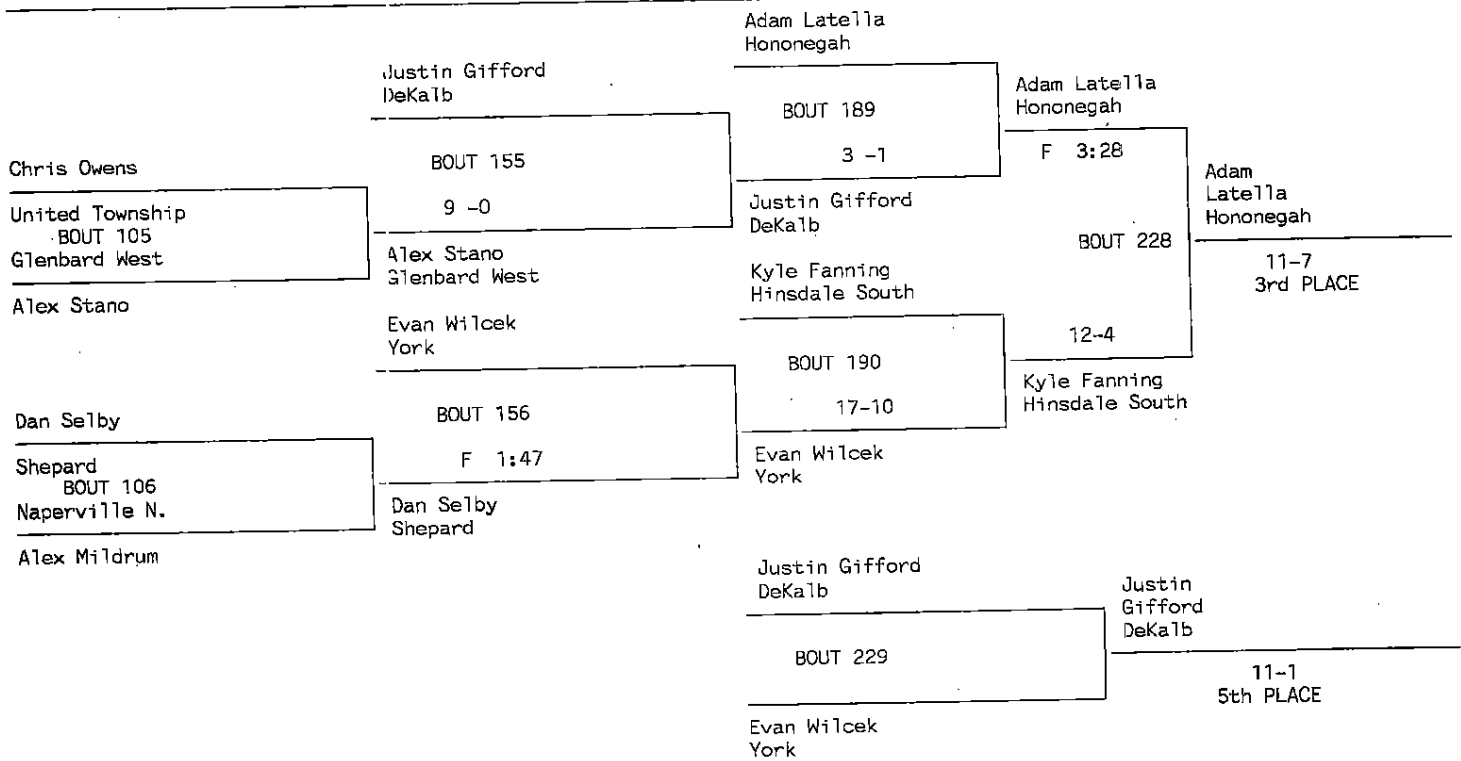 Chris Owens
United Township
BOUT 105
Glenbard West
Alex Stano
Dan Selby
Shepard
BOUT 106
Naperville N.
Alex Mildrum
Justin Gifford
DeKalb
BOUT 155
9 -0
Alex Stano
Glenbard West
Evan Wilcek
York
BOUT 156
F 1:47
Dan Selby
Shepard
Adam Latella
Hononegah
BOUT 189
3 -1
Justin Gifford
DeKalb
Kyle Fanning
Hinsdale South
BOUT 190
17-10
Evan Wilcek
York
Adam Latella
Hononegah
F 3:28
BOUT 228
12-4
Kyle Fanning
Hinsdale South
Adam
Latella
Hononegah
11-7
3rd PLACE
Justin Gifford
DeKalb
BOUT 229
Evan Wilcek
York
Justin
Gifford
DeKalb
11-1
5th PLACE